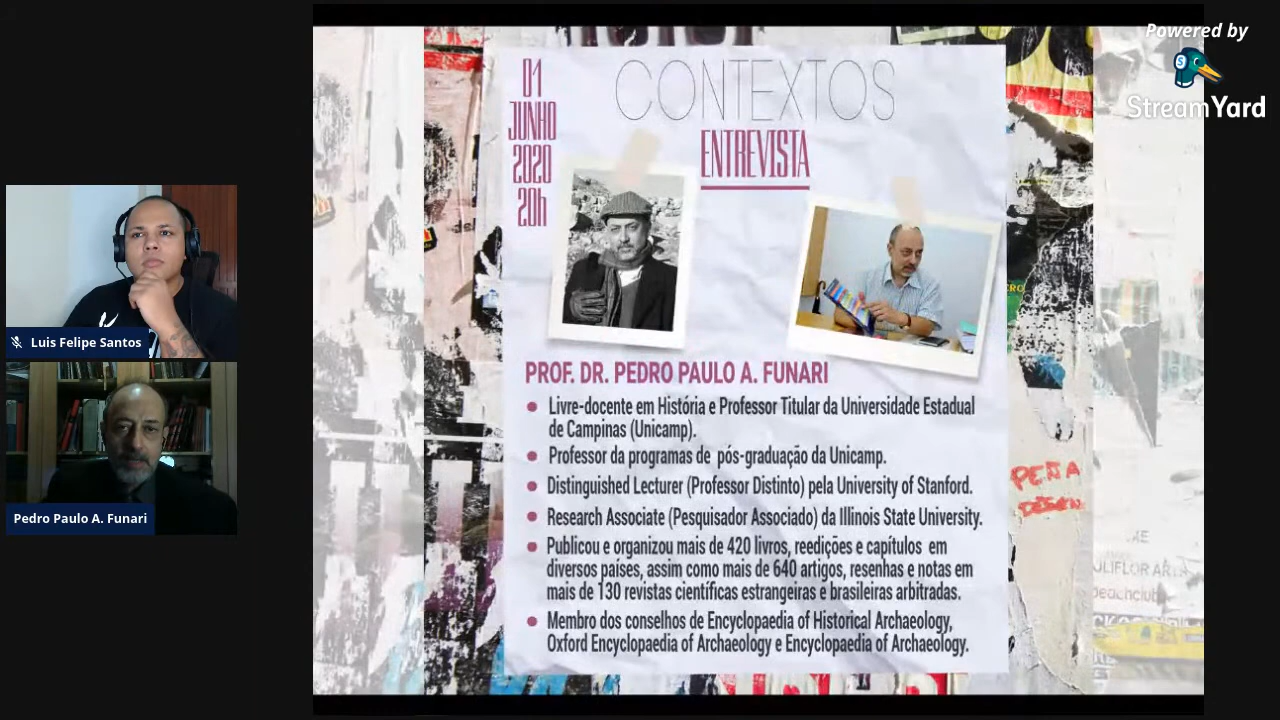 Powered by
StreamYard
Luis Felipe Santos
Pedro Paulo A. Funari
01
JUNHO
2020
20h
CONTEXTOS
ENTREVISTA
PROF. DR. PEDRO PAULO A. FUNARI
Livre-docente em História e Professor Titular da Universidade Estadual
de Campinas (Unicamp).
Professor da programas de pós-graduação da Unicamp.
Distinguished Lecturer (Professor Distinto) pela University of Stanford.
Research Associate (Pesquisador Associado) da Illinois State University.
Publicou e organizou mais de 420 livros, reedições e capítulos em
diversos países, assim como mais de 640 artigos, resenhas e notas em
mais de 130 revistas científicas estrangeiras e brasileiras arbitradas.
Membro dos conselhos de Encyclopaedia of Historical Archaeology,
Oxford Encyclopaedia of Archaeology e Encyclopaedia of Archaeology.
PEÑA